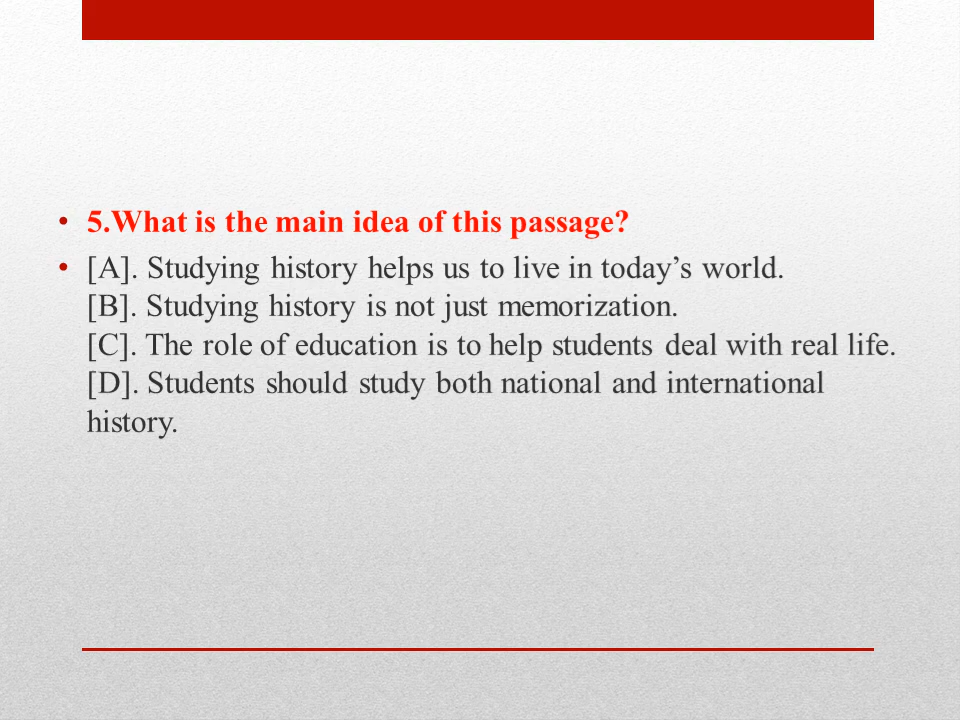 • 5.What is the main idea of this passage?
• [A]. Studying history helps us to live in today’s world.
[B]. Studying history is not just memorization.
[C]. The role of education is to help students deal with real life.
[D]. Students should study both national and international
history.